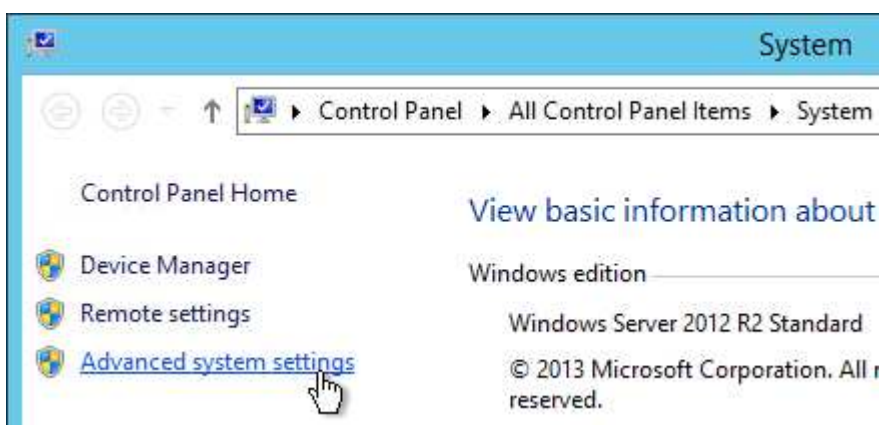 System
Control Panel ▸ All Control Panel Items ▸ System
Control Panel Home
Device Manager
Remote settings
Advanced system settings
View basic information about
Windows edition
Windows Server 2012 R2 Standard
© 2013 Microsoft Corporation. All
reserved.